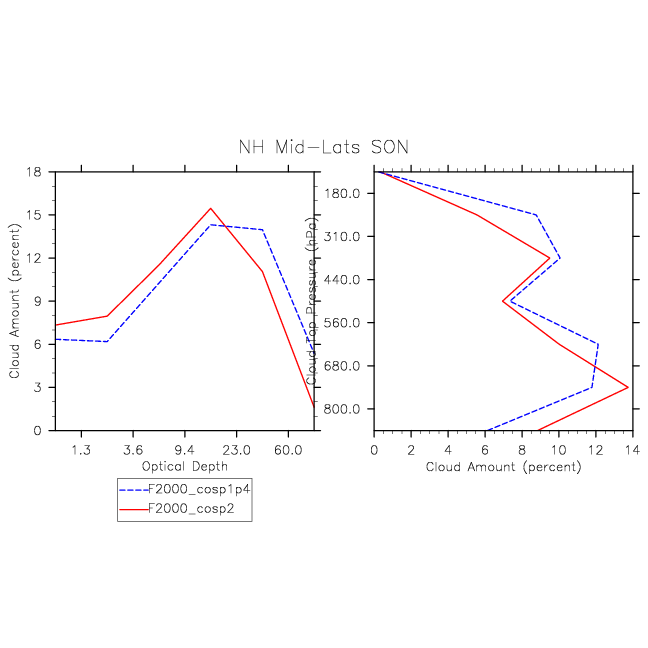 NH Mid-Lats SON
18
15
12
9
6
3
0
Cloud Amount (percent)
1.3 3.6 9.4 23.0 60.0
Optical Depth
F2000_cosp1p4
F2000_cosp2
Cloud Top Pressure (hPa)
180.0
310.0
440.0
560.0
680.0
800.0
0 2 4 6 8 10 12 14
Cloud Amount (percent)